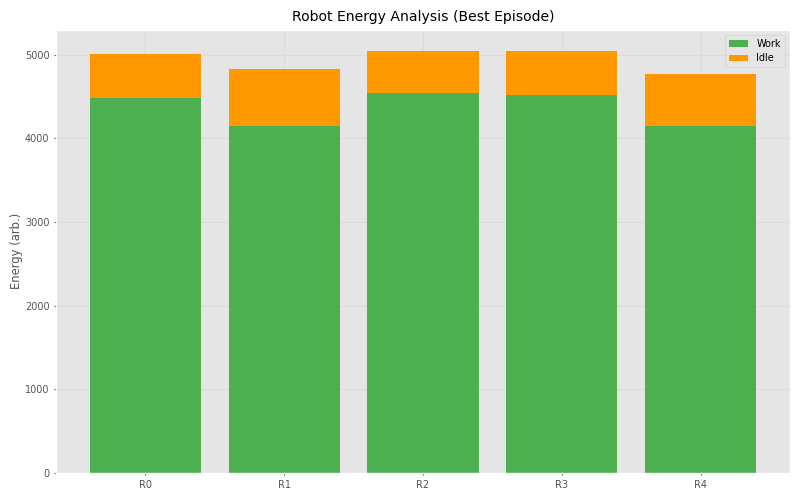 Robot Energy Analysis (Best Episode)
Work
Idle
Energy (arb.)
5000
4000
3000
2000
1000
0
R0 R1 R2 R3 R4